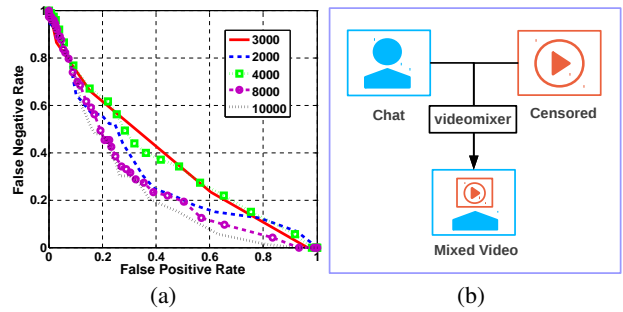 False Negative Rate
1
0.8
0.6
0.4
0.2
0
0
0.2
0.4
0.6
0.8
1
False Positive Rate
3000
2000
4000
8000
10000
(a)
Chat
Censored
videomixer
Mixed Video
(b)